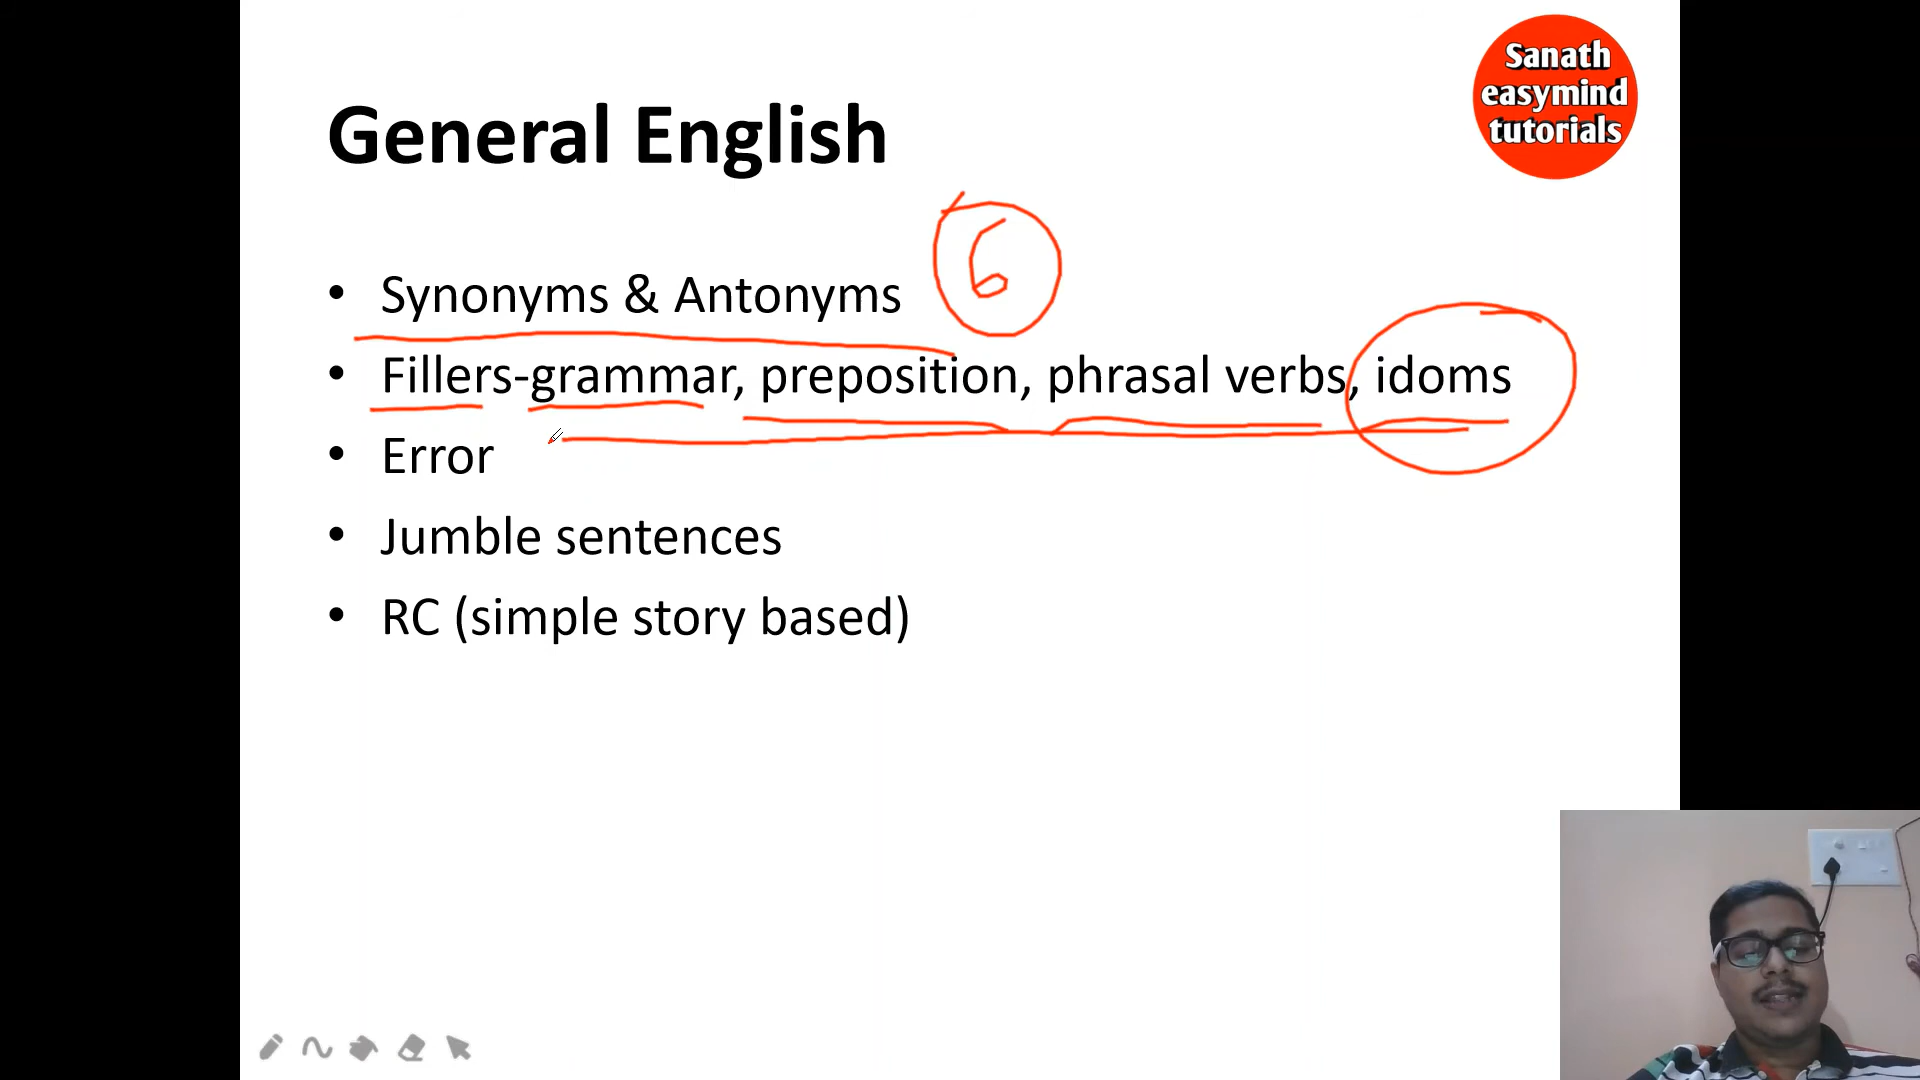 Sanath
easymind
tutorials
General English
6
• Synonyms & Antonyms
• Fillers-grammar, preposition, phrasal verbs, idoms
• Error
• Jumble sentences
• RC (simple story based)